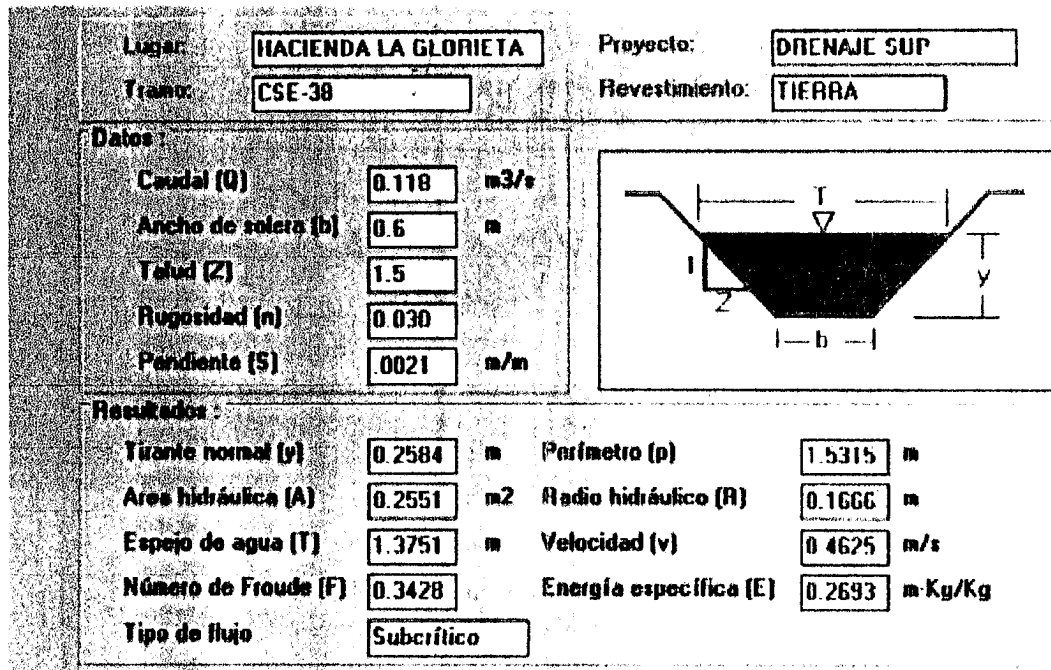 Lugar: HACIENDA LA GLORIETA Proyecto: DRENAJE SUP
Tramo: CSE-38 Revestimiento: TIERRA
Datos :
Caudal (Q) 0.118 m3/s
Ancho de solera (b) 0.6 m
Talud (Z) 1.5
Rugosidad (n) 0.030
Pendiente (S) .0021 m/m
T
1
Z
y
b
Resultados :
Tirante normal (y) 0.2584 m Perímetro (p) 1.5315 m
Area hidráulica (A) 0.2551 m2 Radio hidráulico (R) 0.1666 m
Espejo de agua (T) 1.3751 m Velocidad (v) 0.4625 m/s
Número de Froude (F) 0.3428 Energía específica (E) 0.2693 m-Kg/Kg
Tipo de flujo Subcrítico